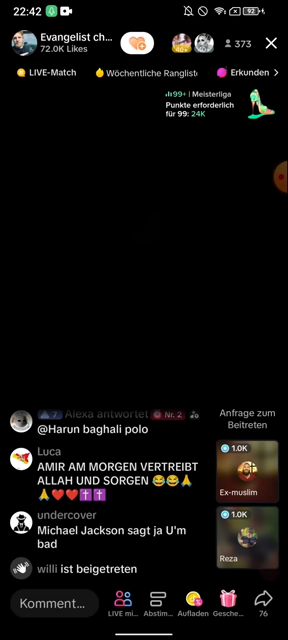 22:42
92
Evangelist ch...
72.0K Likes
373
LIVE-Match
Wöchentliche Rangliste
Erkunden
99+ | Meisterliga
Punkte erforderlich
für 99: 24K
7 Alexa antwortet Nr. 2
@Harun baghali polo
Luca
AMIR AM MORGEN VERTREIBT
ALLAH UND SORGEN 😂😂🙏
🙏❤️❤️✝️✝️
undercover
Michael Jackson sagt ja U'm
bad
willi ist beigetreten
Anfrage zum
Beitreten
1.0K
Ex-muslim
1.0K
Reza
Komment...
LIVE mi...
Abstim...
Aufladen
Gesche...
76